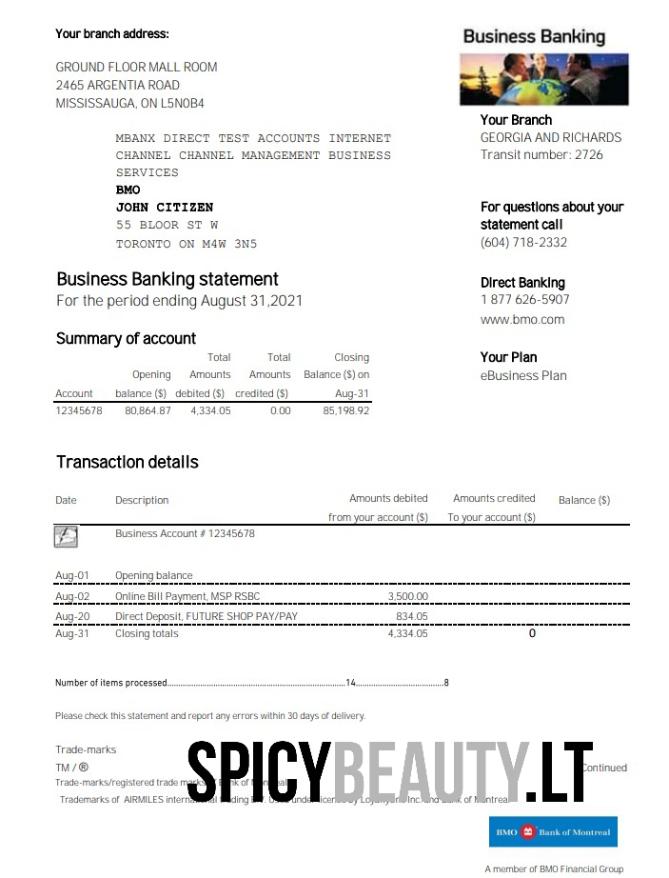 Your branch address:
GROUND FLOOR MALL ROOM
2465 ARGENTIA ROAD
MISSISSAUGA, ON L5N0B4
MBANX DIRECT TEST ACCOUNTS INTERNET
CHANNEL CHANNEL MANAGEMENT BUSINESS
SERVICES
BMO
JOHN CITIZEN
55 BLOOR ST W
TORONTO ON M4W 3N5
Business Banking
Your Branch
GEORGIA AND RICHARDS
Transit number: 2726
For questions about your
statement call
(604) 718-2332
Direct Banking
1 877 626-5907
www.bmo.com
Your Plan
eBusiness Plan
Business Banking statement
For the period ending August 31,2021
Summary of account
Total Total Closing
Opening Amounts Amounts Balance ($) on
Account balance ($) debited ($) credited ($) Aug-31
12345678 80,864.87 4,334.05 0.00 85,198.92
Transaction details
Date Description Amounts debited Amounts credited Balance ($)
from your account ($) To your account ($)
Business Account # 12345678
Aug-01 Opening balance
Aug-02 Online Bill Payment, MSP RSBC 3,500.00
Aug-20 Direct Deposit, FUTURE SHOP PAY/PAY 834.05
Aug-31 Closing totals 4,334.05 0
Number of items processed..........14..........8
Please check this statement and report any errors within 30 days of delivery.
Trade-marks
TM / ®
Continued
SPICYBEAUTY.LT
Trade-marks/registered trade marks
Trademarks of AIRMILES
Inc. and Bank of Montreal
BMO Bank of Montreal
A member of BMO Financial Group